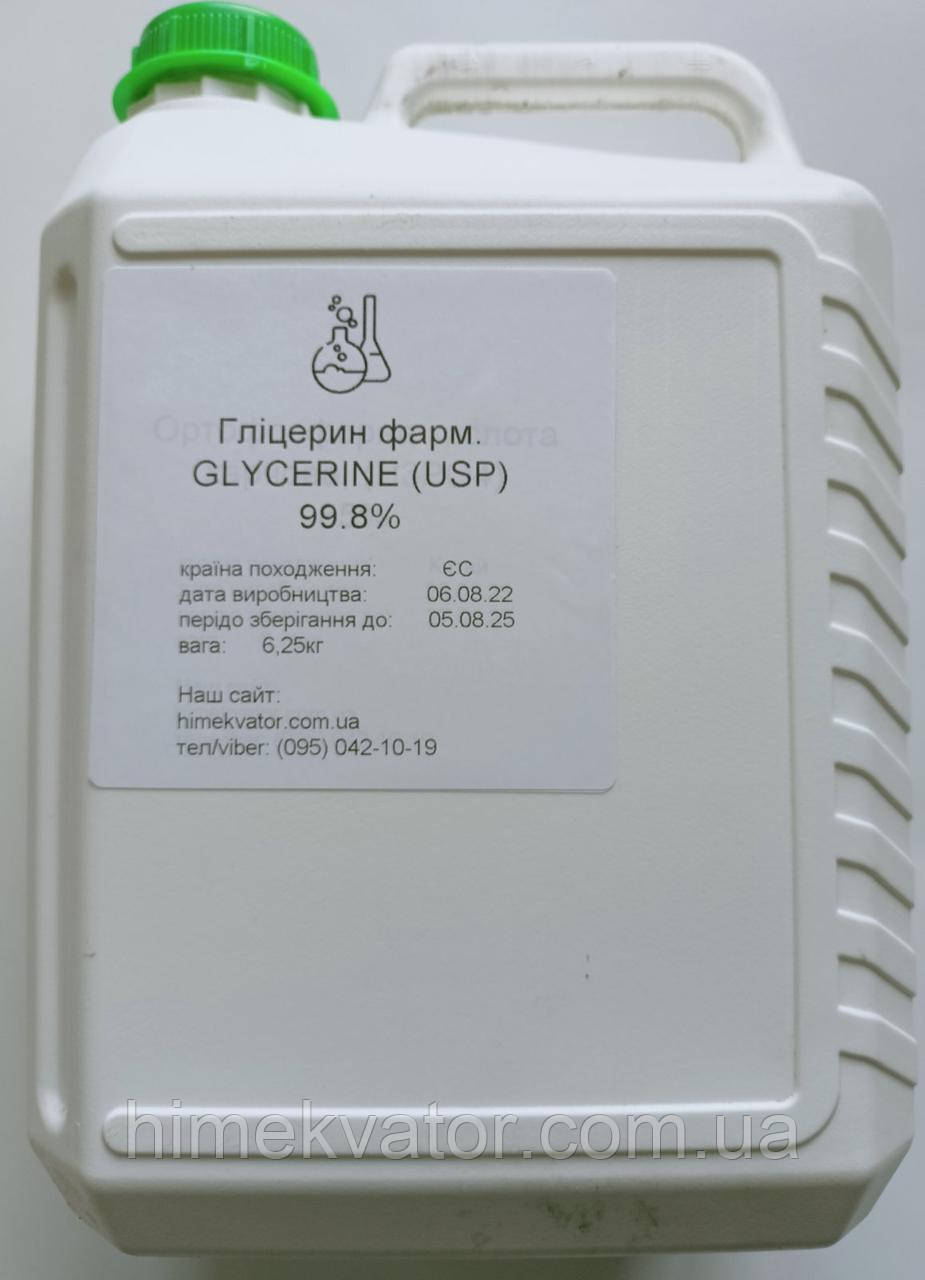 Гліцерин фарм.
GLYCERINE (USP)
99.8%
країна походження: ЄС
дата виробництва: 06.08.22
перідо зберігання до: 05.08.25
вага: 6,25кг
Наш сайт:
himekvator.com.ua
тел/viber: (095) 042-10-19
himekvator.com.ua